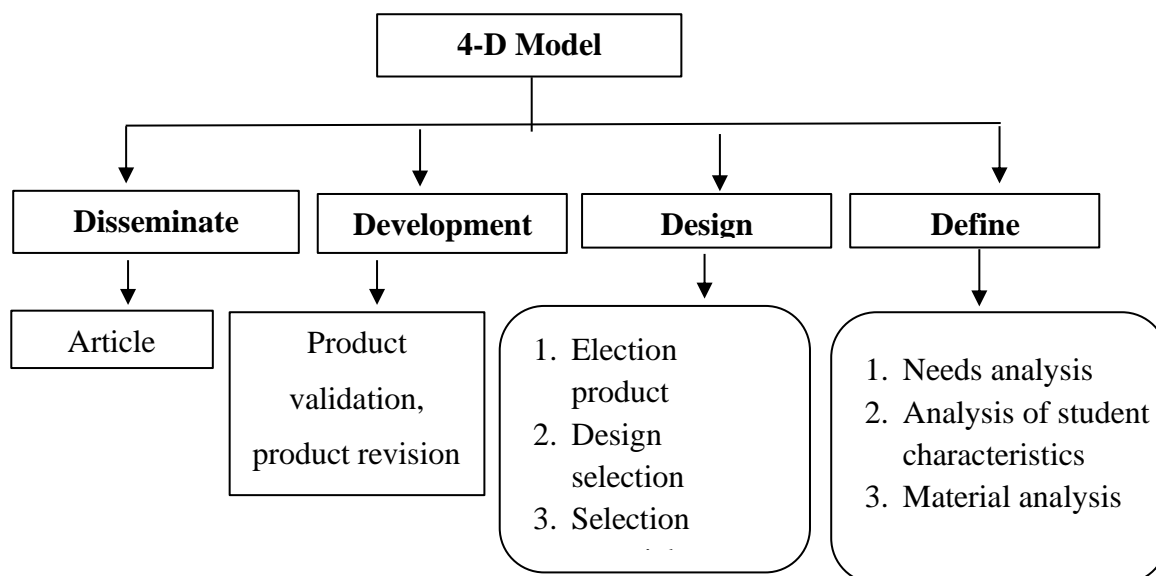 4-D Model
Disseminate
Development
Design
Define
Article
Product
validation,
product revision
1. Election
product
2. Design
selection
3. Selection
1. Needs analysis
2. Analysis of student
characteristics
3. Material analysis